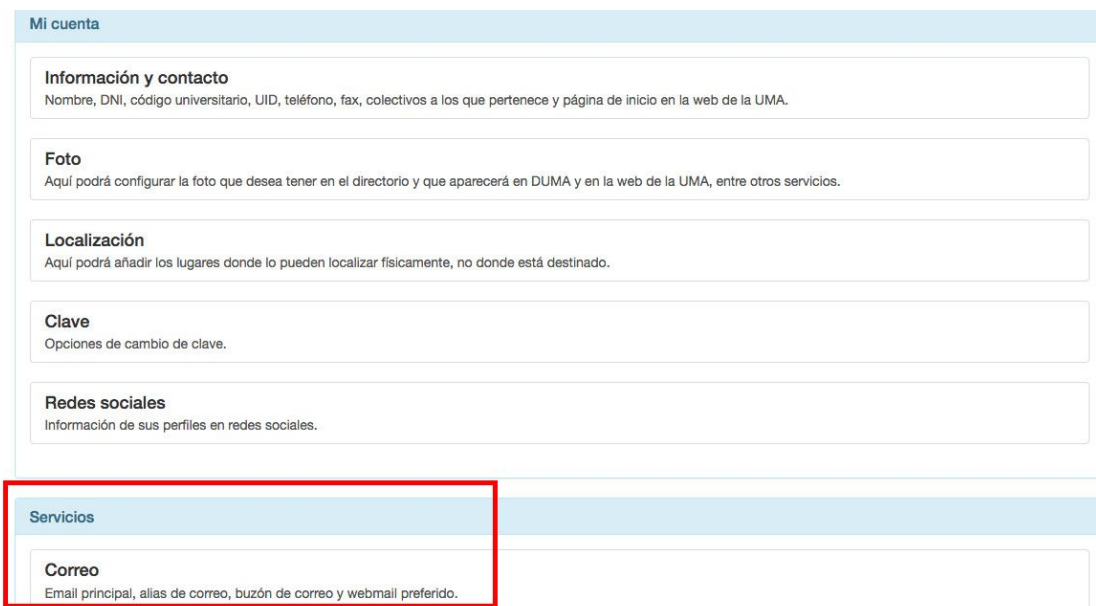 Mi cuenta
Información y contacto
Nombre, DNI, código universitario, UID, teléfono, fax, colectivos a los que pertenece y página de inicio en la web de la UMA.
Foto
Aquí podrá configurar la foto que desea tener en el directorio y que aparecerá en DUMA y en la web de la UMA, entre otros servicios.
Localización
Aquí podrá añadir los lugares donde lo pueden localizar físicamente, no donde está destinado.
Clave
Opciones de cambio de clave.
Redes sociales
Información de sus perfiles en redes sociales.
Servicios
Correo
Email principal, alias de correo, buzón de correo y webmail preferido.